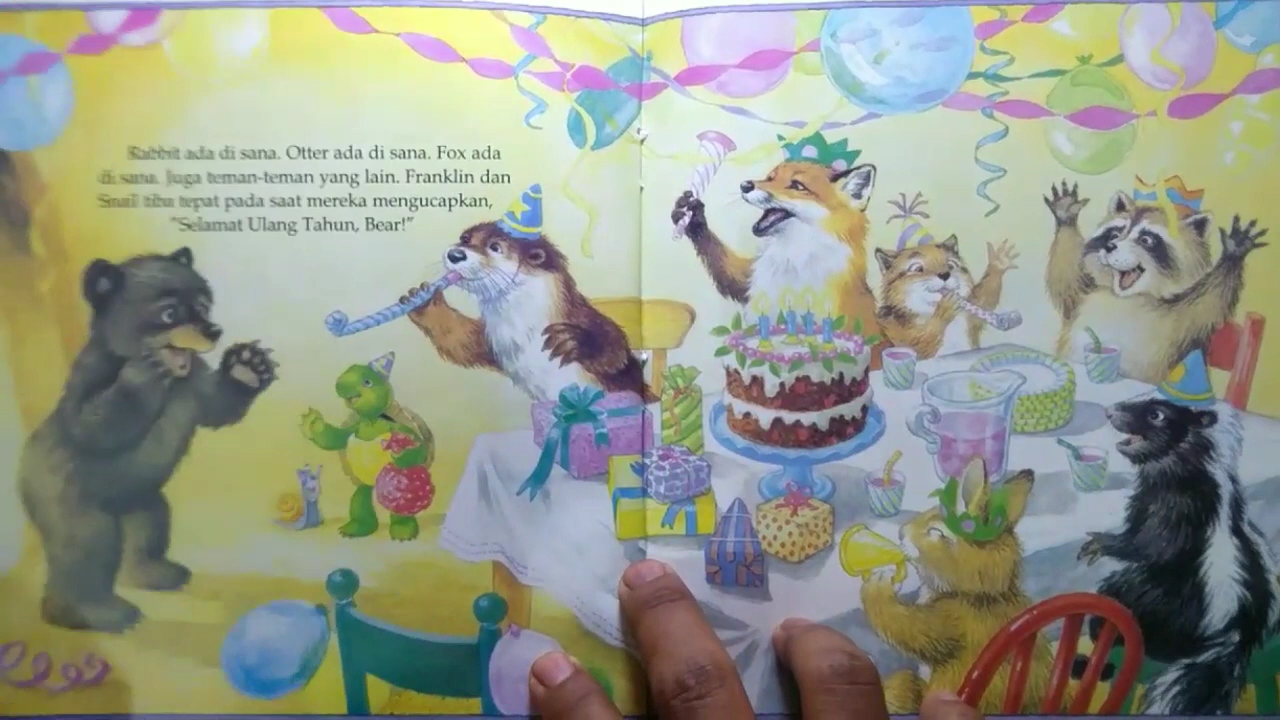 Rabbit ada di sana. Otter ada di sana. Fox ada
di sana. Juga teman-teman yang lain. Franklin dan
Snail tiba tepat pada saat mereka mengucapkan,
"Selamat Ulang Tahun, Bear!"